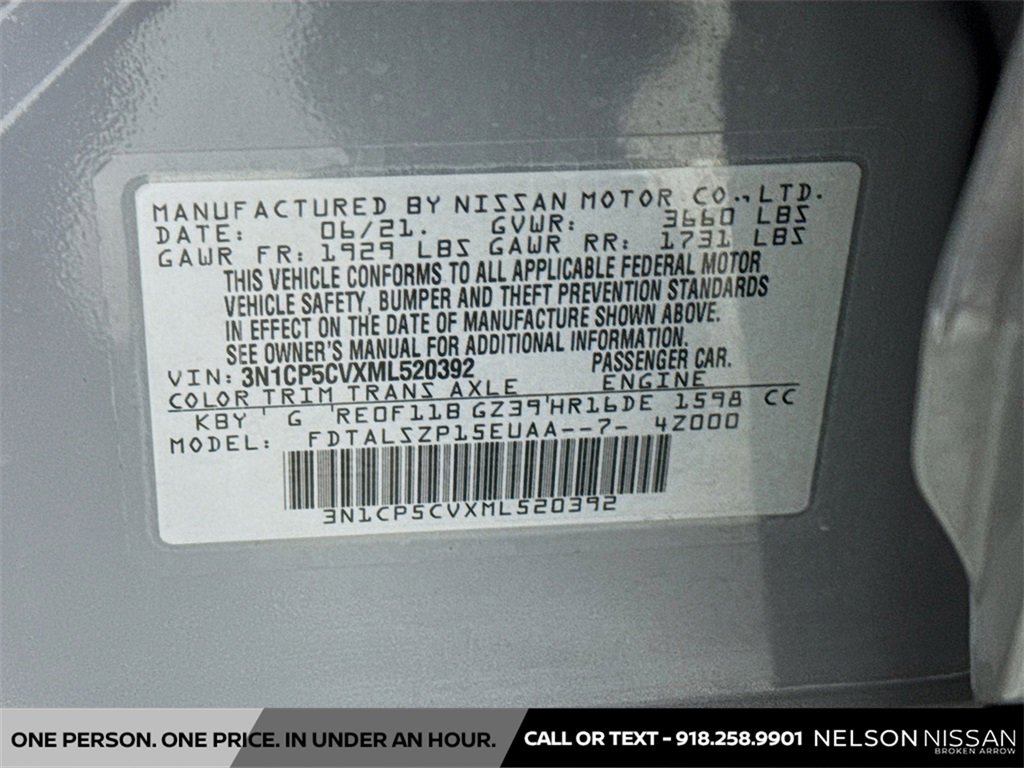 MANUFACTURED BY NISSAN MOTOR CO., LTD.
DATE: 06/21. GVWR: 3660 LBS
GAWR FR: 1929 LBS GAWR RR: 1731 LBS
THIS VEHICLE CONFORMS TO ALL APPLICABLE FEDERAL MOTOR
VEHICLE SAFETY, BUMPER AND THEFT PREVENTION STANDARDS
IN EFFECT ON THE DATE OF MANUFACTURE SHOWN ABOVE.
SEE OWNER'S MANUAL FOR ADDITIONAL INFORMATION.
VIN: 3N1CP5CVXML520392 PASSENGER CAR.
COLOR TRIM TRANS AXLE ENGINE
KBY G RE0F11B GZ39 HR16DE 1598 CC
MODEL: FDTALSZP15EUAA--7- 4Z000
3N1CP5CVXML520392
ONE PERSON. ONE PRICE. IN UNDER AN HOUR. CALL OR TEXT - 918.258.9901 NELSON NISSAN
BROKEN ARROW